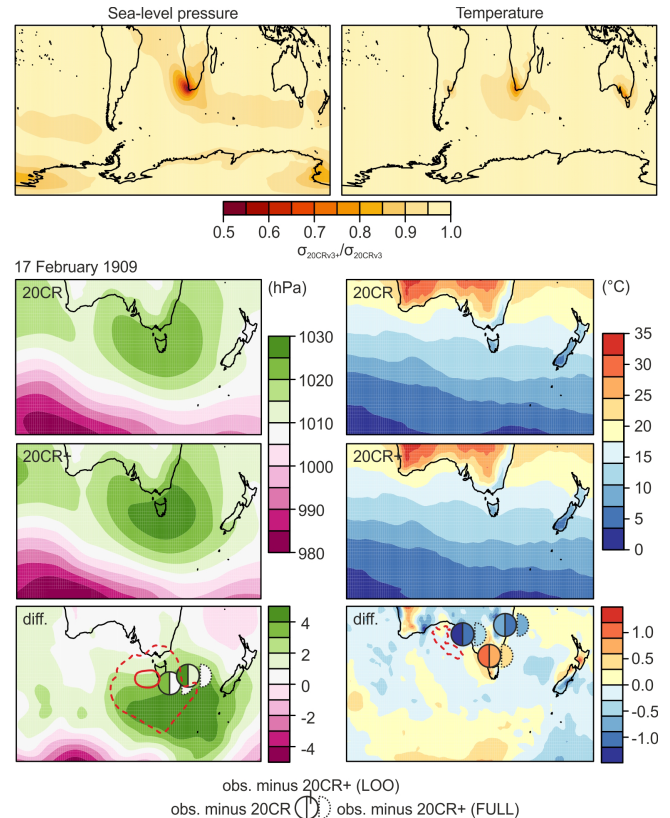 Sea-level pressure
Temperature
0.5 0.6 0.7 0.8 0.9 1.0
σ20CRv3+/σ20CRv3
17 February 1909
20CR
(hPa)
1030
1020
1010
1000
990
980
20CR
(°C)
35
30
25
20
15
10
5
0
20CR+
20CR+
diff.
4
2
0
-2
-4
diff.
1.0
0.5
0.0
-0.5
-1.0
obs. minus 20CR+ (LOO)
obs. minus 20CR obs. minus 20CR+ (FULL)